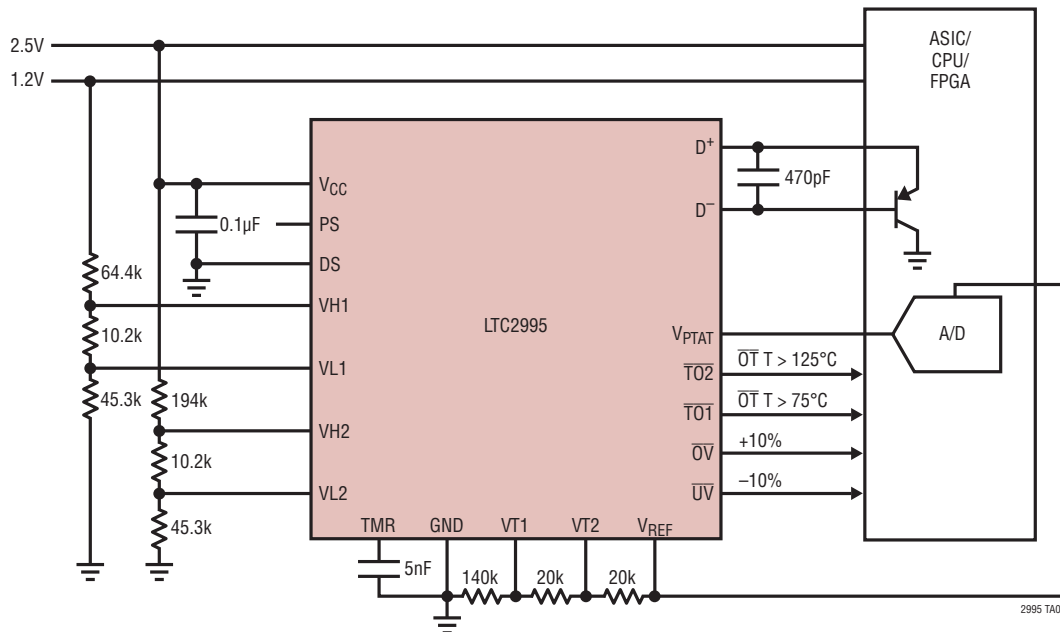 2.5V
1.2V
ASIC/
CPU/
FPGA
D+
470pF
D−
VCC
0.1µF
PS
DS
64.4k
VH1
10.2k
VL1
45.3k
194k
VH2
10.2k
VL2
45.3k
LTC2995
VPTAT
A/D
TO2
OT T > 125°C
TO1
OT T > 75°C
OV
+10%
UV
–10%
TMR
GND
VT1
VT2
VREF
5nF
140k
20k
20k
2995 TA0